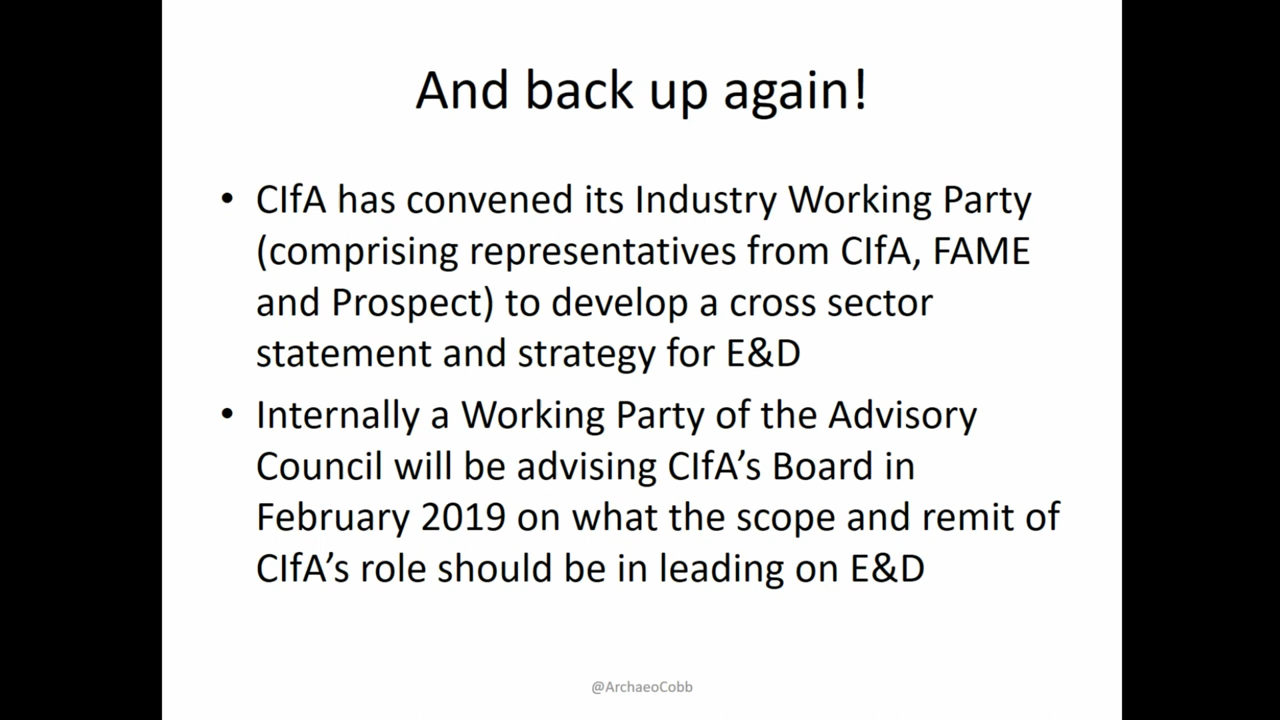 And back up again!
• CIfA has convened its Industry Working Party
(comprising representatives from CIfA, FAME
and Prospect) to develop a cross sector
statement and strategy for E&D
• Internally a Working Party of the Advisory
Council will be advising CIfA’s Board in
February 2019 on what the scope and remit of
CIfA’s role should be in leading on E&D
@ArchaeoCobb